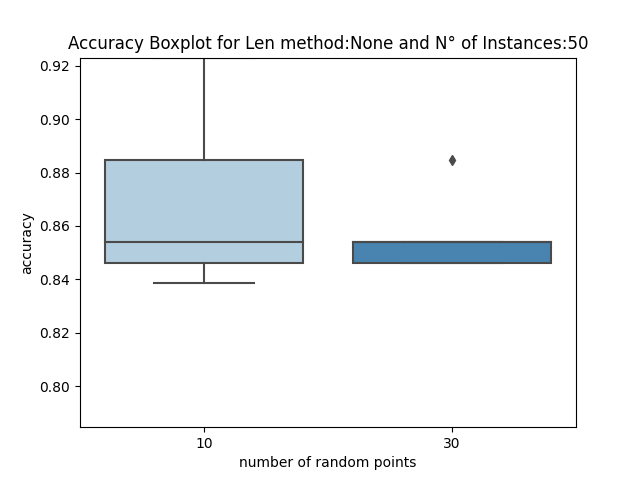 Accuracy Boxplot for Len method:None and N° of Instances:50
0.92
0.90
0.88
0.86
0.84
0.82
0.80
accuracy
10 30
number of random points